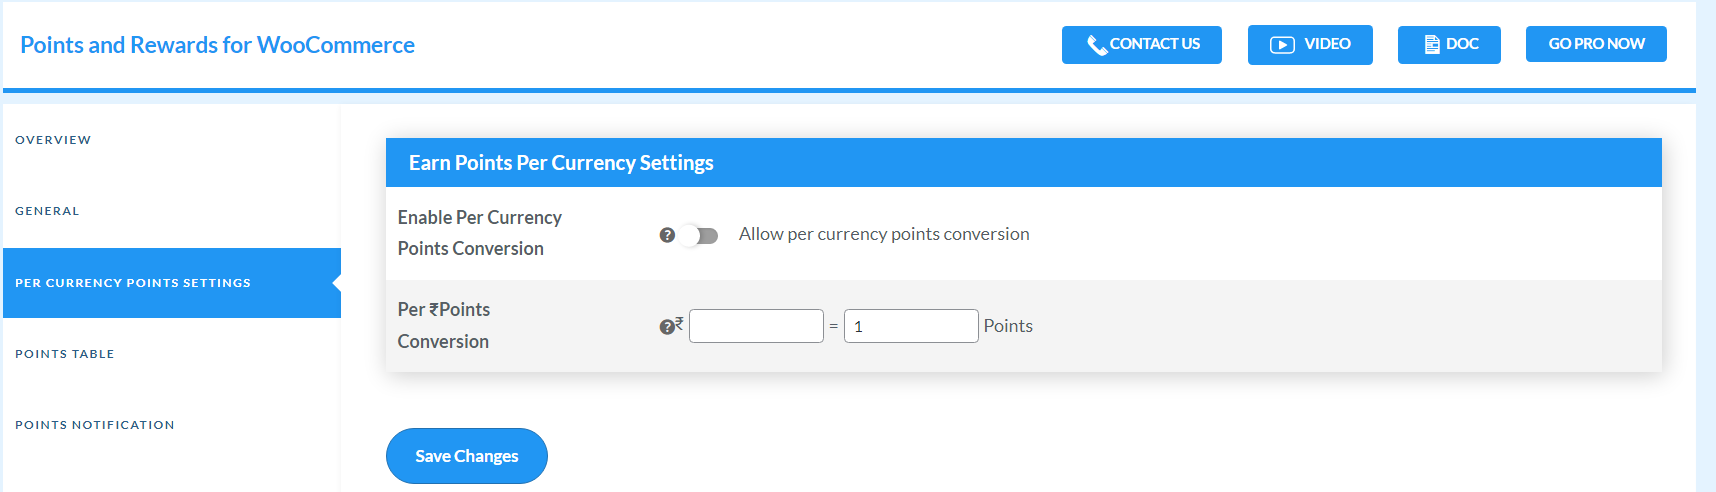 Points and Rewards for WooCommerce
CONTACT US
VIDEO
DOC
GO PRO NOW
OVERVIEW
GENERAL
PER CURRENCY POINTS SETTINGS
POINTS TABLE
POINTS NOTIFICATION
Earn Points Per Currency Settings
Enable Per Currency
Points Conversion
? Allow per currency points conversion
Per ₹Points
Conversion
? ₹ = 1 Points
Save Changes